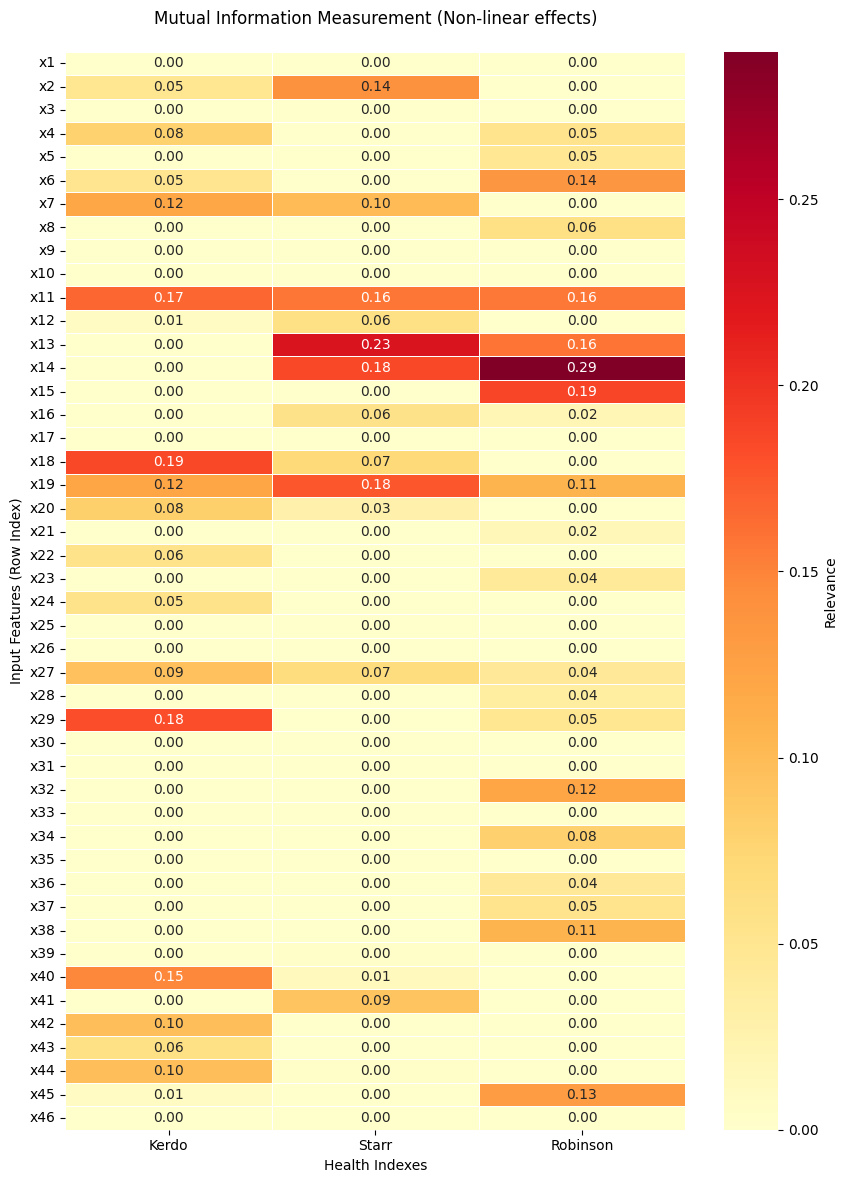 Mutual Information Measurement (Non-linear effects)
x1 0.00 0.00 0.00
x2 0.05 0.14 0.00
x3 0.00 0.00 0.00
x4 0.08 0.00 0.05
x5 0.00 0.00 0.05
x6 0.05 0.00 0.14
x7 0.12 0.10 0.00
x8 0.00 0.00 0.06
x9 0.00 0.00 0.00
x10 0.00 0.00 0.00
x11 0.17 0.16 0.16
x12 0.01 0.06 0.00
x13 0.00 0.23 0.16
x14 0.00 0.18 0.29
x15 0.00 0.00 0.19
x16 0.00 0.06 0.02
x17 0.00 0.00 0.00
x18 0.19 0.07 0.00
x19 0.12 0.18 0.11
x20 0.08 0.03 0.00
x21 0.00 0.00 0.02
x22 0.06 0.00 0.00
x23 0.00 0.00 0.04
x24 0.05 0.00 0.00
x25 0.00 0.00 0.00
x26 0.00 0.00 0.00
x27 0.09 0.07 0.04
x28 0.00 0.00 0.04
x29 0.18 0.00 0.05
x30 0.00 0.00 0.00
x31 0.00 0.00 0.00
x32 0.00 0.00 0.12
x33 0.00 0.00 0.00
x34 0.00 0.00 0.08
x35 0.00 0.00 0.00
x36 0.00 0.00 0.04
x37 0.00 0.00 0.05
x38 0.00 0.00 0.11
x39 0.00 0.00 0.00
x40 0.15 0.01 0.00
x41 0.00 0.09 0.00
x42 0.10 0.00 0.00
x43 0.06 0.00 0.00
x44 0.10 0.00 0.00
x45 0.01 0.00 0.13
x46 0.00 0.00 0.00
Kerdo Starr Robinson
Health Indexes
Input Features (Row Index)
0.25
0.20
0.15
0.10
0.05
0.00
Relevance